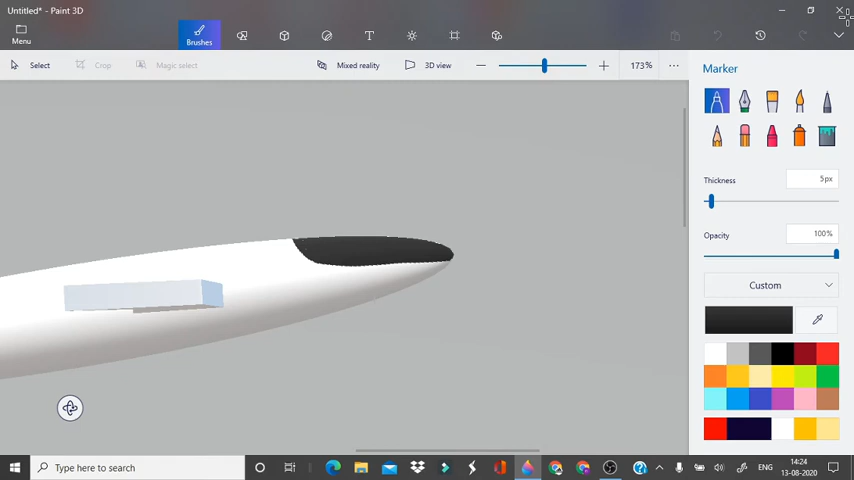 Untitled* - Paint 3D
Menu
Brushes
Select
Crop
Magic select
Mixed reality
3D view
173%
Marker
Thickness
5px
Opacity
100%
Custom
Type here to search
ENG
14:24
13-08-2020